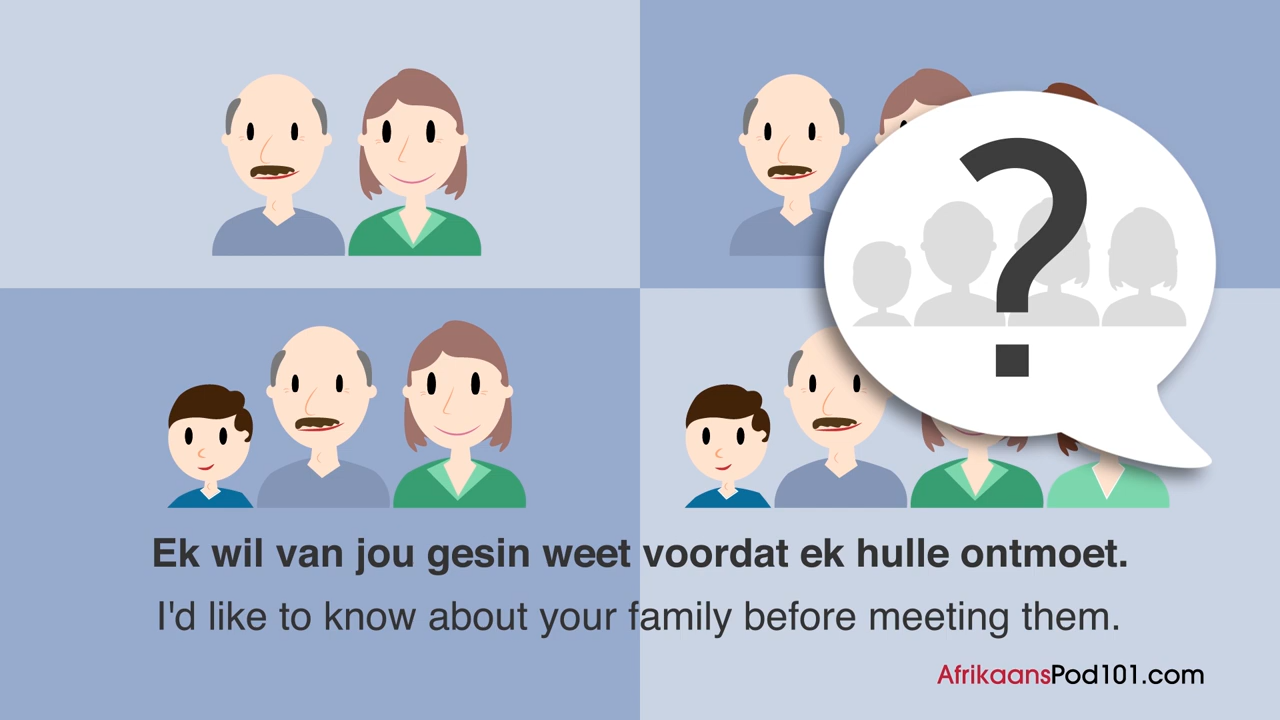 ?
Ek wil van jou gesin weet voordat ek hulle ontmoet.
I'd like to know about your family before meeting them.
AfrikaansPod101.com